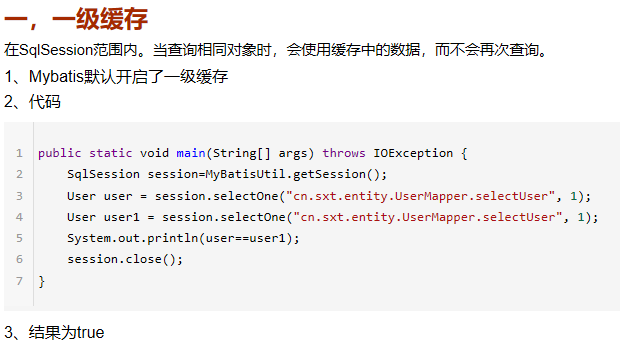 一，一级缓存
在SqlSession范围内。当查询相同对象时，会使用缓存中的数据，而不会再次查询。
1、Mybatis默认开启了一级缓存
2、代码
1 public static void main(String[] args) throws IOException {
2     SqlSession session=MyBatisUtil.getSession();
3     User user = session.selectOne("cn.sxt.entity.UserMapper.selectUser", 1);
4     User user1 = session.selectOne("cn.sxt.entity.UserMapper.selectUser", 1);
5     System.out.println(user==user1);
6     session.close();
7 }
3、结果为true